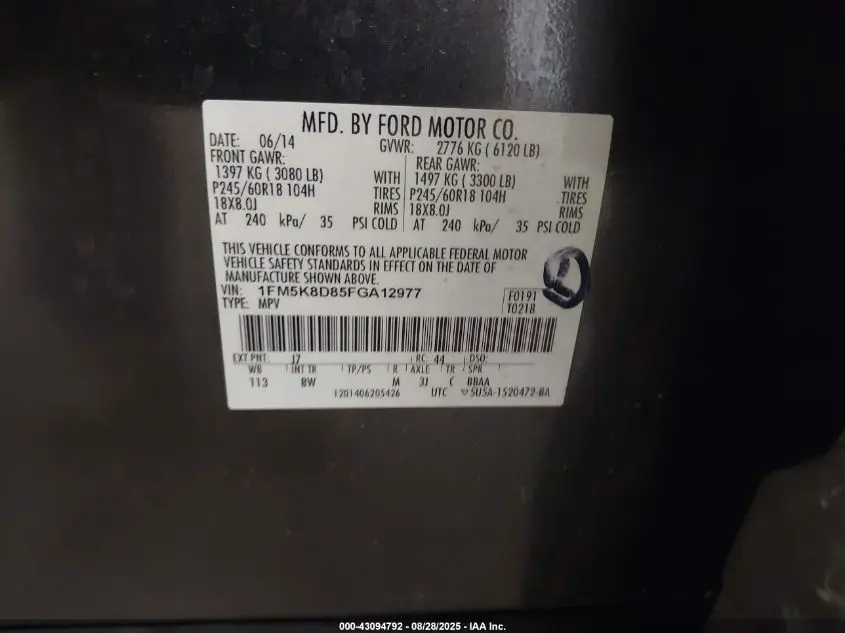 MFD. BY FORD MOTOR CO.
DATE: 06/14 GVWR: 2776 KG ( 6120 LB)
FRONT GAWR: REAR GAWR:
1397 KG ( 3080 LB) WITH 1497 KG ( 3300 LB) WITH
P245/60R18 104H TIRES P245/60R18 104H TIRES
18X8.0J RIMS 18X8.0J RIMS
AT 240 kPa/ 35 PSI COLD AT 240 kPa/ 35 PSI COLD
THIS VEHICLE CONFORMS TO ALL APPLICABLE FEDERAL MOTOR
VEHICLE SAFETY STANDARDS IN EFFECT ON THE DATE OF
MANUFACTURE SHOWN ABOVE.
VIN: 1FM5K8D85FGA12977 F0191
TYPE: MPV T0218
EXT PNT: J7 RC: 44 DSO:
WB INT TR TP/PS R AXLE TR SPR
113 BW M 3J C BBAA
1201406205426 UTC 5U5A-1520472-BA
000-43094792 - 08/28/2025 - IAA Inc.